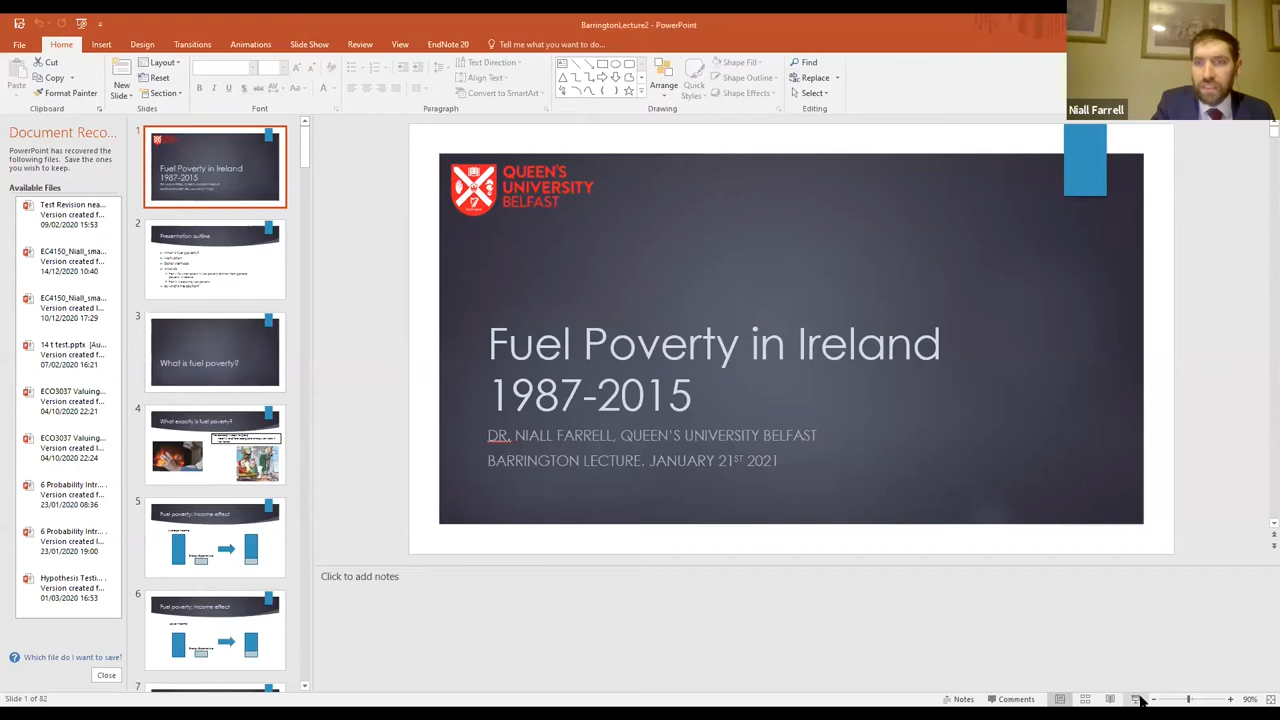 BarringtonLecture2 - PowerPoint
File
Home
Insert
Design
Transitions
Animations
Slide Show
Review
View
EndNote 20
Tell me what you want to do...
Paste
Cut
Copy
Format Painter
Clipboard
New
Slide
Layout
Reset
Section
Slides
B I U S
Font
Text Direction
Align Text
Convert to SmartArt
Paragraph
Arrange
Quick
Styles
Shape Fill
Shape Outline
Shape Effects
Drawing
Find
Replace
Select
Editing
Niall Farrell
Document Reco...
PowerPoint has recovered the
following files. Save the ones
you wish to keep.
Available Files
Test Revision nea...
Version created f...
09/02/2020 15:53
EC4150_Niall_sma...
Version created f...
14/12/2020 10:40
EC4150_Niall_sma...
Version created l...
10/12/2020 17:29
14 t test.pptx [Au...
Version created f...
07/02/2020 16:21
ECO3037 Valuing...
Version created f...
04/10/2020 22:21
ECO3037 Valuing...
Version created f...
04/10/2020 22:24
6 Probability Intr...
Version created f...
23/01/2020 08:36
6 Probability Intr...
Version created f...
23/01/2020 19:00
Hypothesis Testi...
Version created f...
01/03/2020 16:53
Which file do I want to save?
Close
1
Fuel Poverty in Ireland
1987-2015
2
Presentation outline
3
What is fuel poverty?
4
What exactly is fuel poverty?
5
Fuel poverty: Income effect
6
Fuel poverty: Income effect
7
QUEEN'S
UNIVERSITY
BELFAST
Fuel Poverty in Ireland
1987-2015
DR. NIALL FARRELL, QUEEN'S UNIVERSITY BELFAST
BARRINGTON LECTURE. JANUARY 21ST 2021
Click to add notes
Slide 1 of 82
Notes
Comments
90%